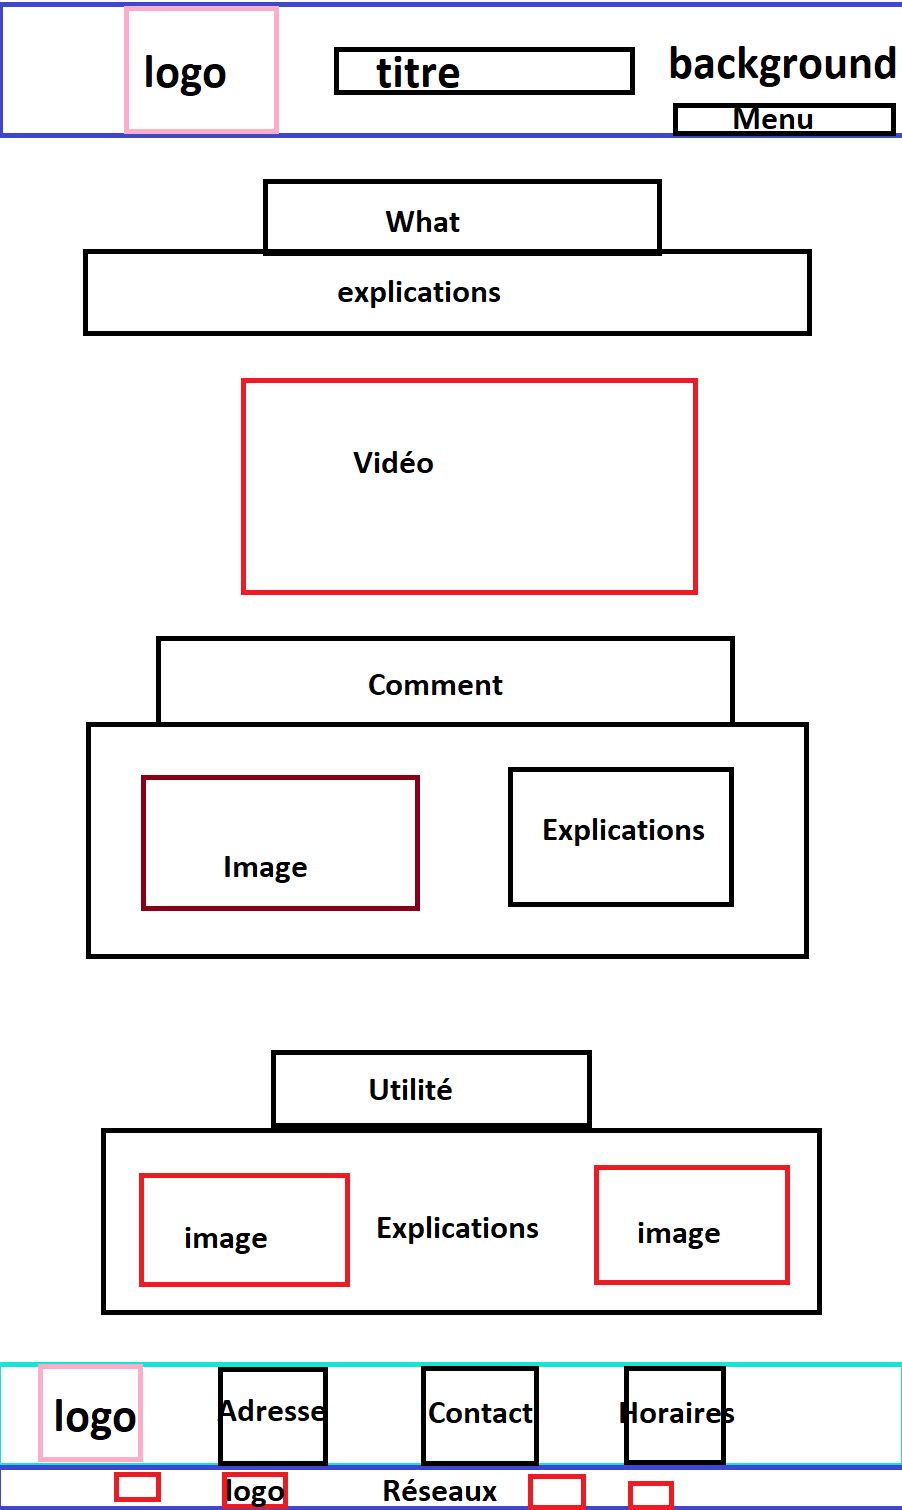 logo
titre
background
Menu
What
explications
Vidéo
Comment
Image
Explications
Utilité
image
Explications
image
logo
Adresse
Contact
Horaires
logo
Réseaux